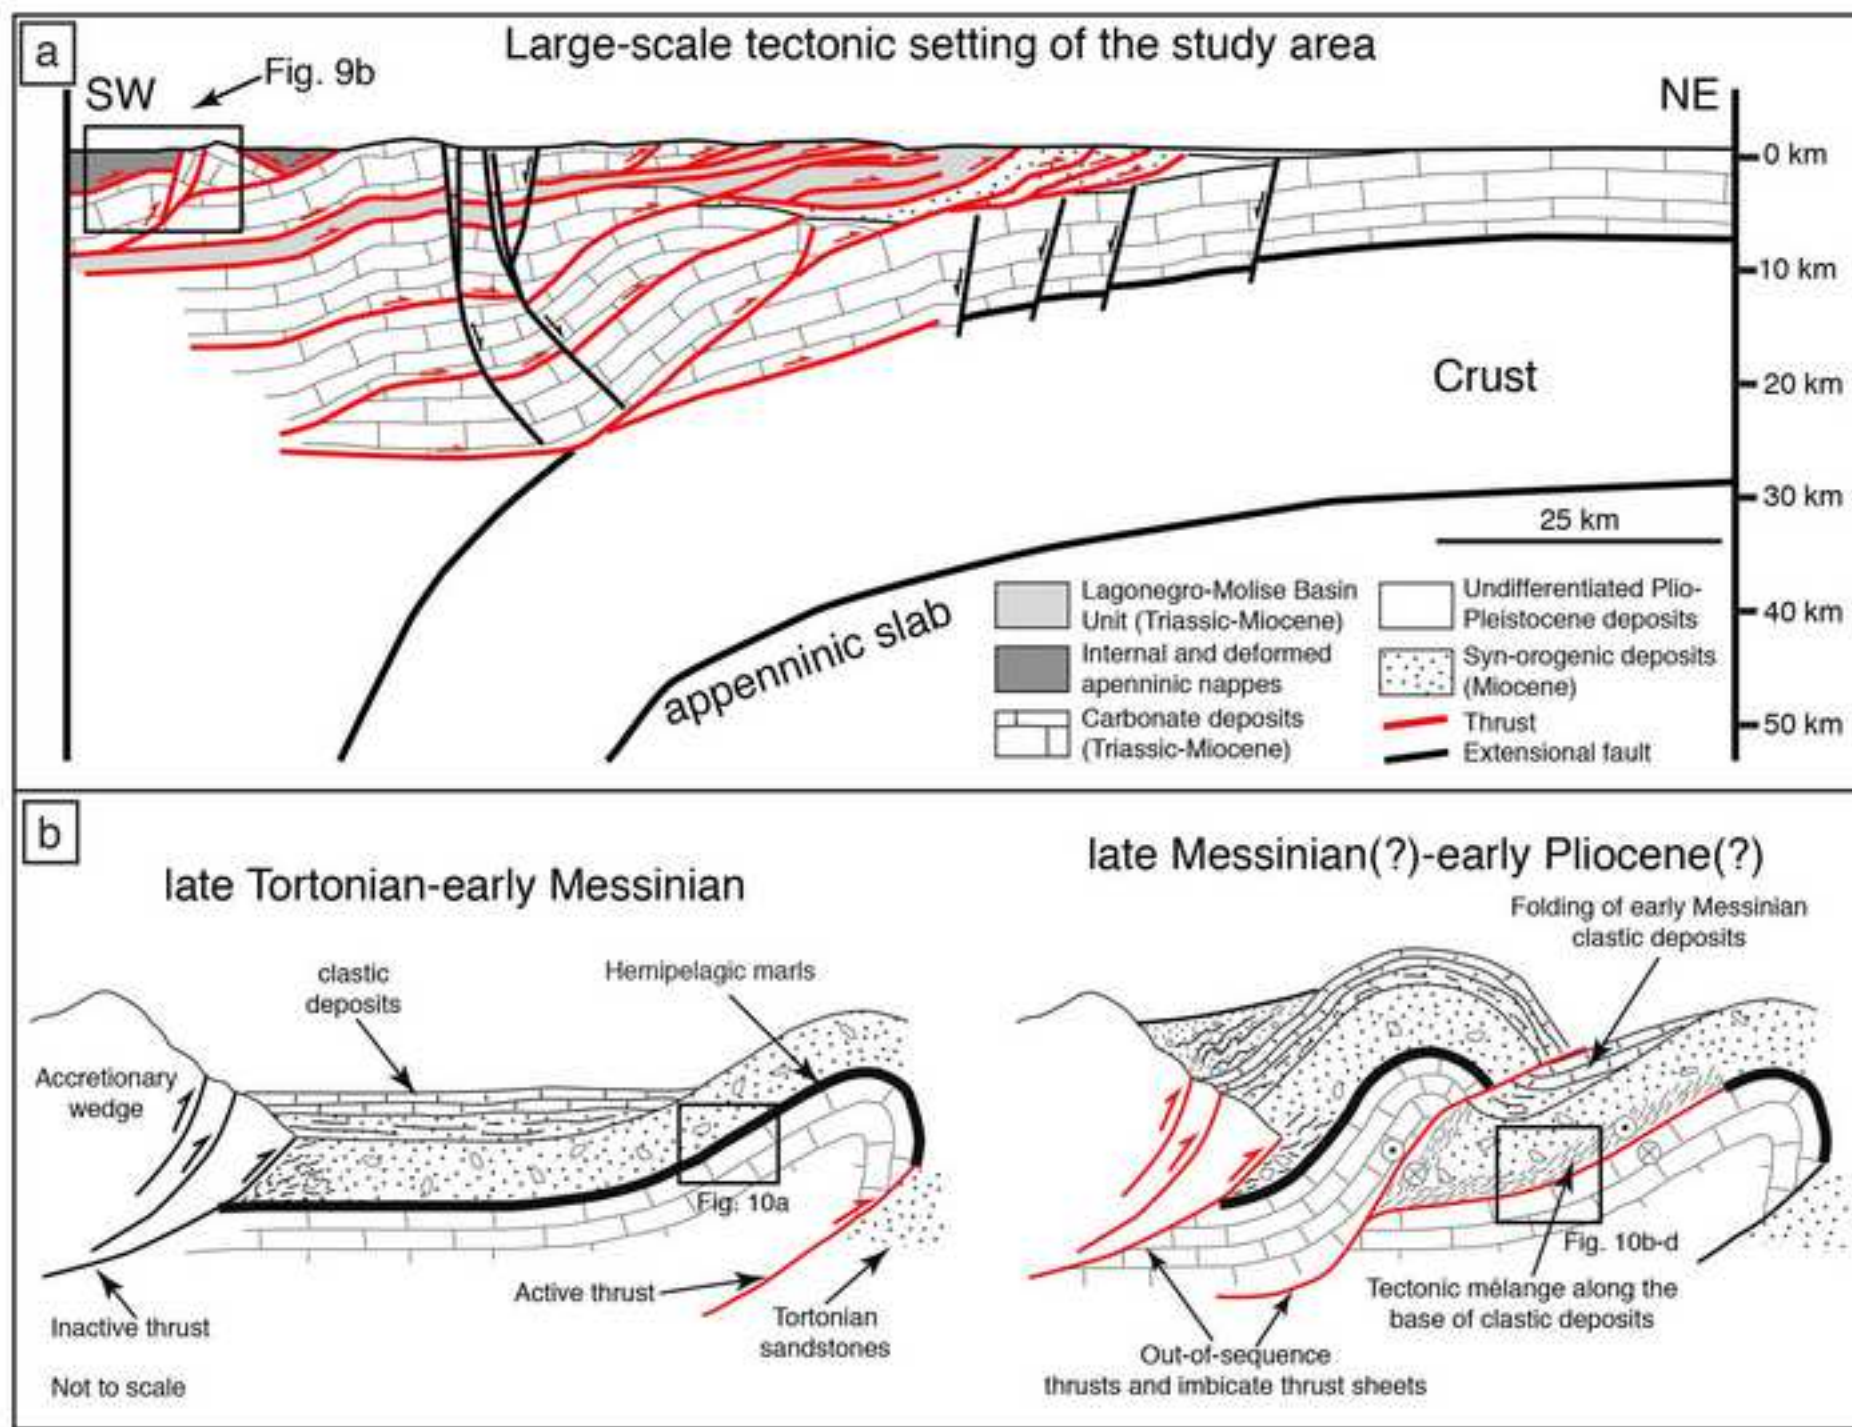 a
Large-scale tectonic setting of the study area
Fig. 9b
SW
NE
0 km
10 km
20 km
30 km
40 km
50 km
Crust
25 km
appenninic slab
Lagonegro-Molise Basin
Unit (Triassic-Miocene)
Internal and deformed
apenninic nappes
Carbonate deposits
(Triassic-Miocene)
Undifferentiated Plio-
Pleistocene deposits
Syn-orogenic deposits
(Miocene)
Thrust
Extensional fault
b
late Tortonian-early Messinian
clastic
deposits
Hemipelagic marls
Accretionary
wedge
Fig. 10a
Active thrust
Inactive thrust
Tortonian
sandstones
Not to scale
late Messinian(?)-early Pliocene(?)
Folding of early Messinian
clastic deposits
Fig. 10b-d
Tectonic mélange along the
base of clastic deposits
Out-of-sequence
thrusts and imbicate thrust sheets